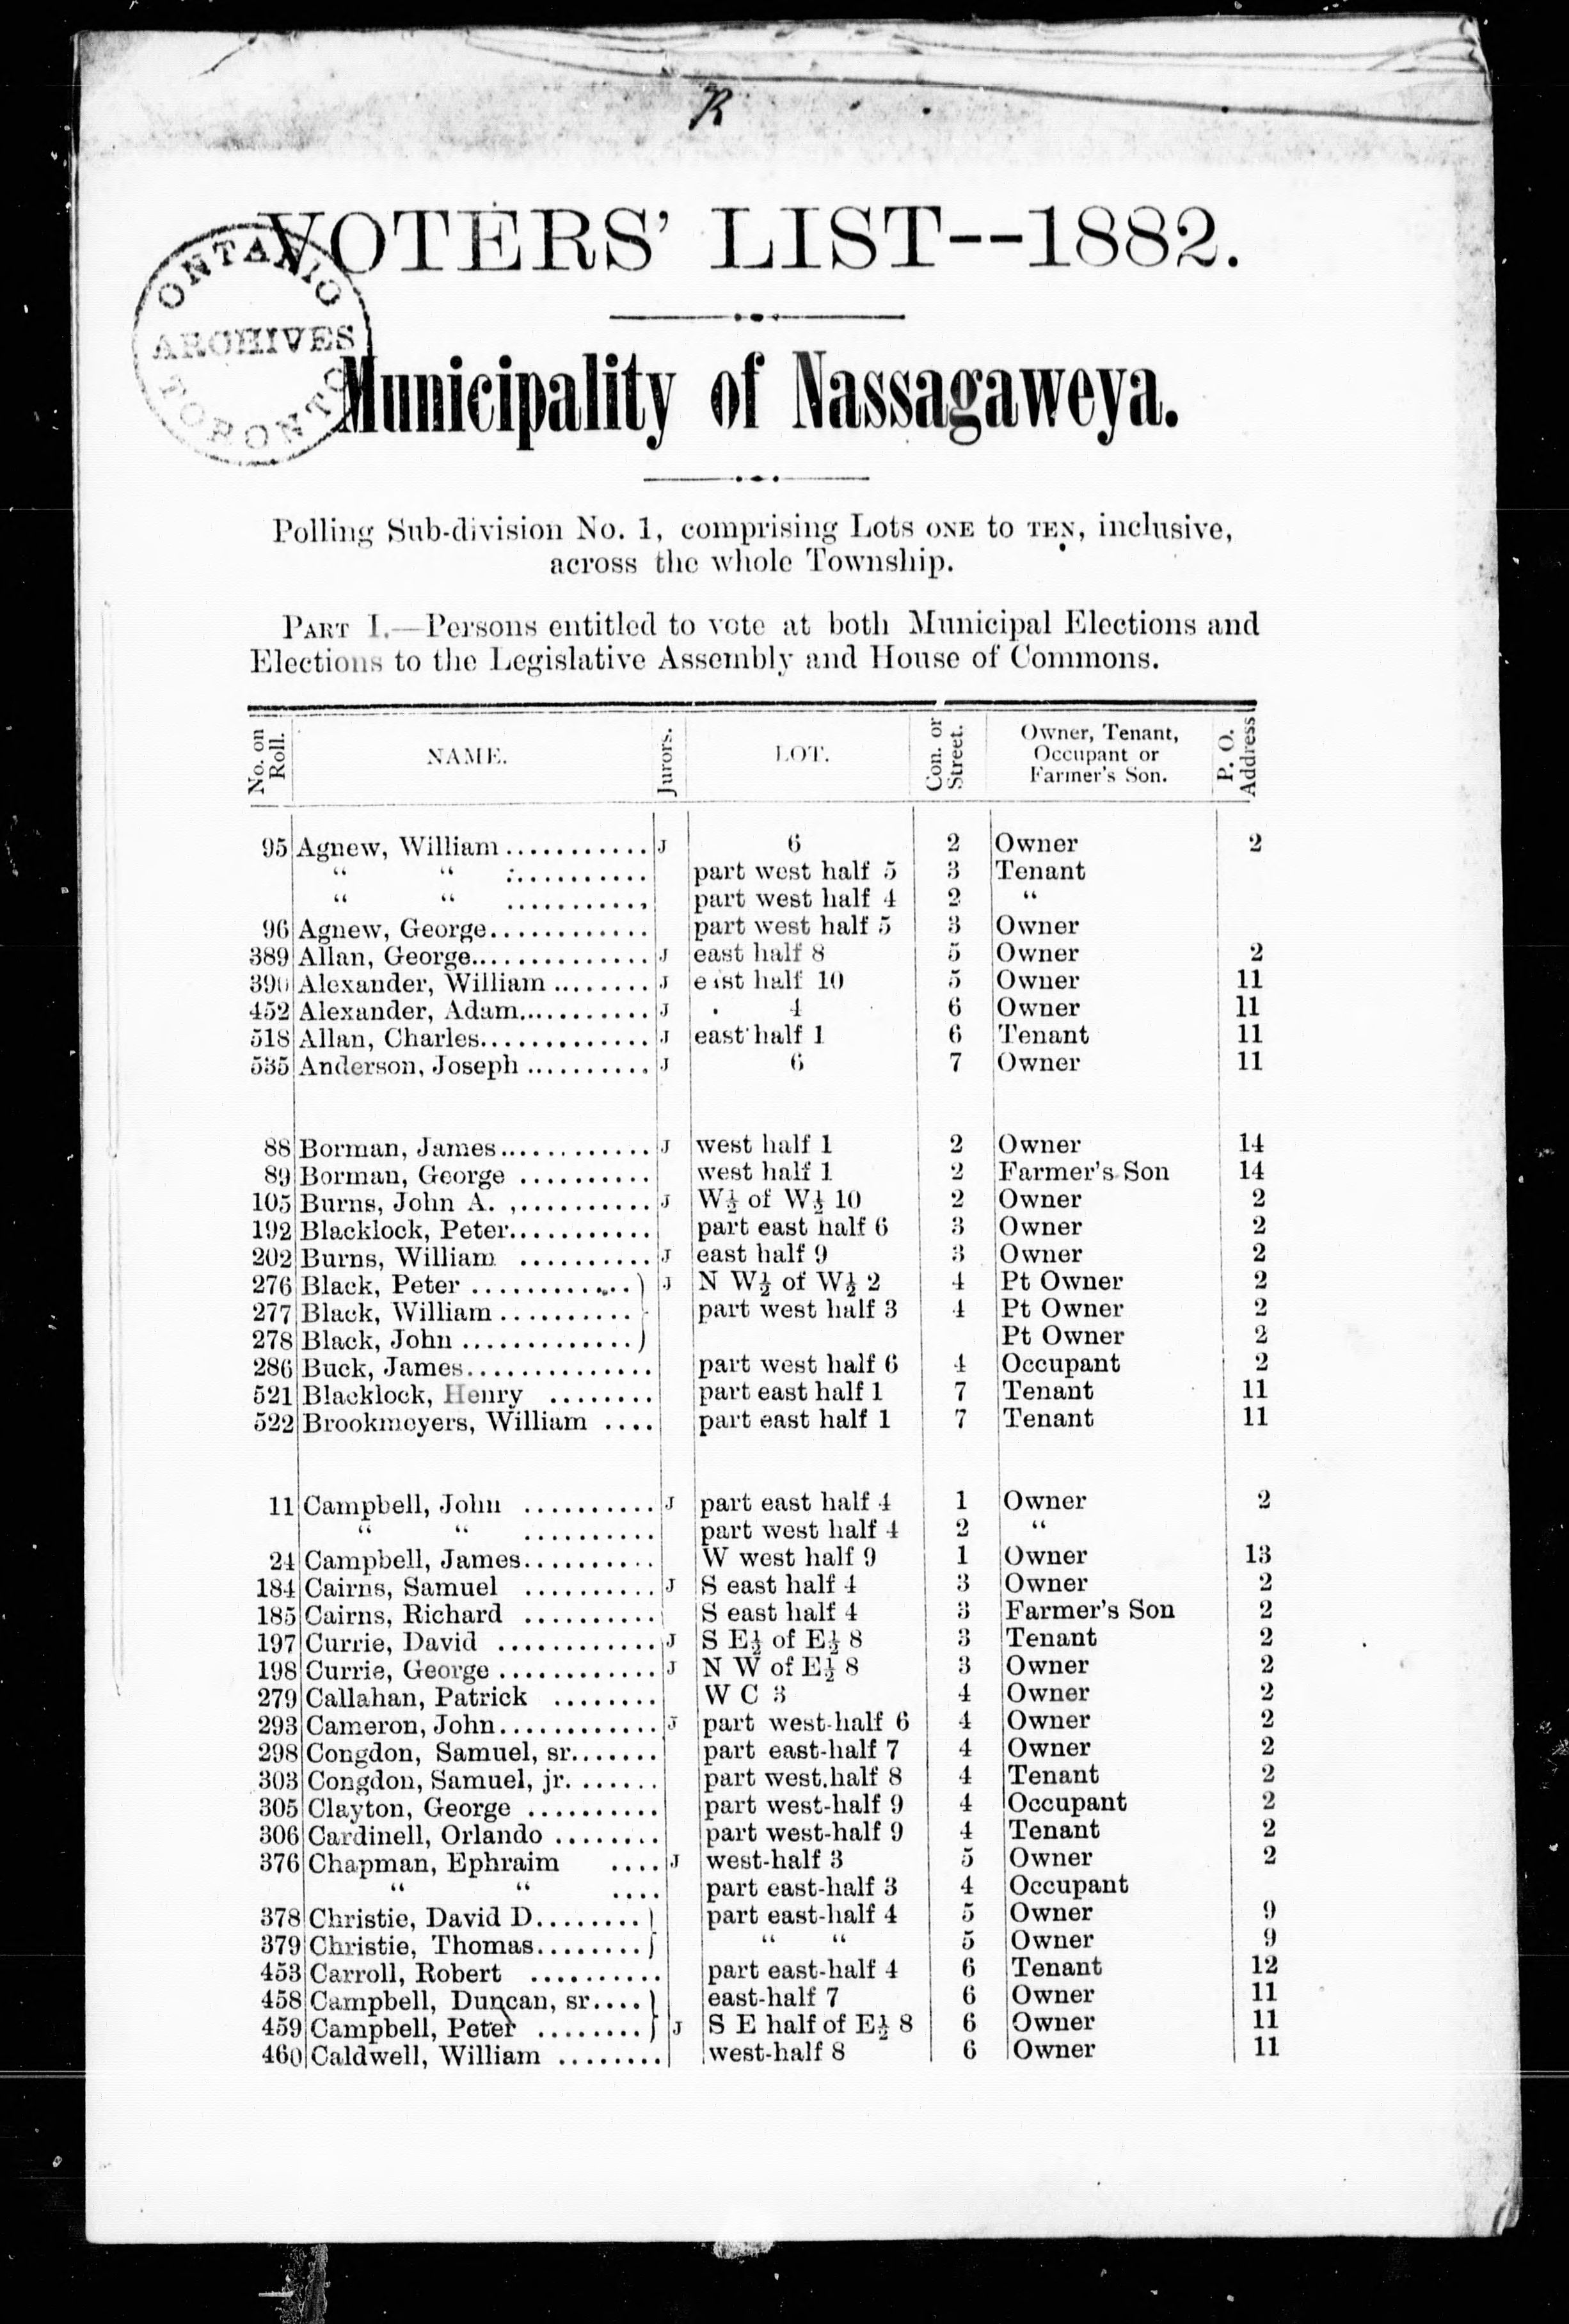 R
VOTERS' LIST--1882.
ONTARIO
ARCHIVES
TORONTO
Municipality of Nassagaweya.
Polling Sub-division No. 1, comprising Lots ONE to TEN, inclusive,
across the whole Township.
PART I.—Persons entitled to vote at both Municipal Elections and
Elections to the Legislative Assembly and House of Commons.
No. on Roll. NAME. Jurors. LOT. Con. or Street. Owner, Tenant, Occupant or Farmer's Son. P. O. Address
95 Agnew, William ........... J 6 2 Owner 2
“ “ ........... part west half 5 3 Tenant
“ “ ........... part west half 4 2 “
96 Agnew, George............. part west half 5 3 Owner
389 Allan, George............... J east half 8 5 Owner 2
390 Alexander, William ........ J east half 10 5 Owner 11
452 Alexander, Adam........... J 4 6 Owner 11
518 Allan, Charles.............. J east half 1 6 Tenant 11
535 Anderson, Joseph .......... J 6 7 Owner 11
88 Borman, James............. J west half 1 2 Owner 14
89 Borman, George .......... west half 1 2 Farmer's Son 14
105 Burns, John A. ,........... J W½ of W½ 10 2 Owner 2
192 Blacklock, Peter............ part east half 6 3 Owner 2
202 Burns, William .......... J east half 9 3 Owner 2
276 Black, Peter ..............) J N W½ of W½ 2 4 Pt Owner 2
277 Black, William .......... } part west half 3 4 Pt Owner 2
278 Black, John .............) Pt Owner 2
286 Buck, James............... part west half 6 4 Occupant 2
521 Blacklock, Henry ........ part east half 1 7 Tenant 11
522 Brookmeyers, William .... part east half 1 7 Tenant 11
11 Campbell, John .......... J part east half 4 1 Owner 2
“ “ .......... part west half 4 2 “
24 Campbell, James.......... W west half 9 1 Owner 13
184 Cairns, Samuel .......... J S east half 4 3 Owner 2
185 Cairns, Richard .......... S east half 4 3 Farmer's Son 2
197 Currie, David ............ J S E½ of E½ 8 3 Tenant 2
198 Currie, George ............ J N W of E½ 8 3 Owner 2
279 Callahan, Patrick ........ W C 3 4 Owner 2
293 Cameron, John............ J part west-half 6 4 Owner 2
298 Congdon, Samuel, sr....... part east-half 7 4 Owner 2
303 Congdon, Samuel, jr. ...... part west.half 8 4 Tenant 2
305 Clayton, George .......... part west-half 9 4 Occupant 2
306 Cardinell, Orlando ........ part west-half 9 4 Tenant 2
376 Chapman, Ephraim .... J west-half 3 5 Owner 2
“ “ .... part east-half 3 4 Occupant
378 Christie, David D........ } part east-half 4 5 Owner 9
379 Christie, Thomas........ } “ “ 5 Owner 9
453 Carroll, Robert .......... part east-half 4 6 Tenant 12
458 Campbell, Duncan, sr.... } east-half 7 6 Owner 11
459 Campbell, Peter ........ } J S E half of E½ 8 6 Owner 11
460 Caldwell, William ........ west-half 8 6 Owner 11